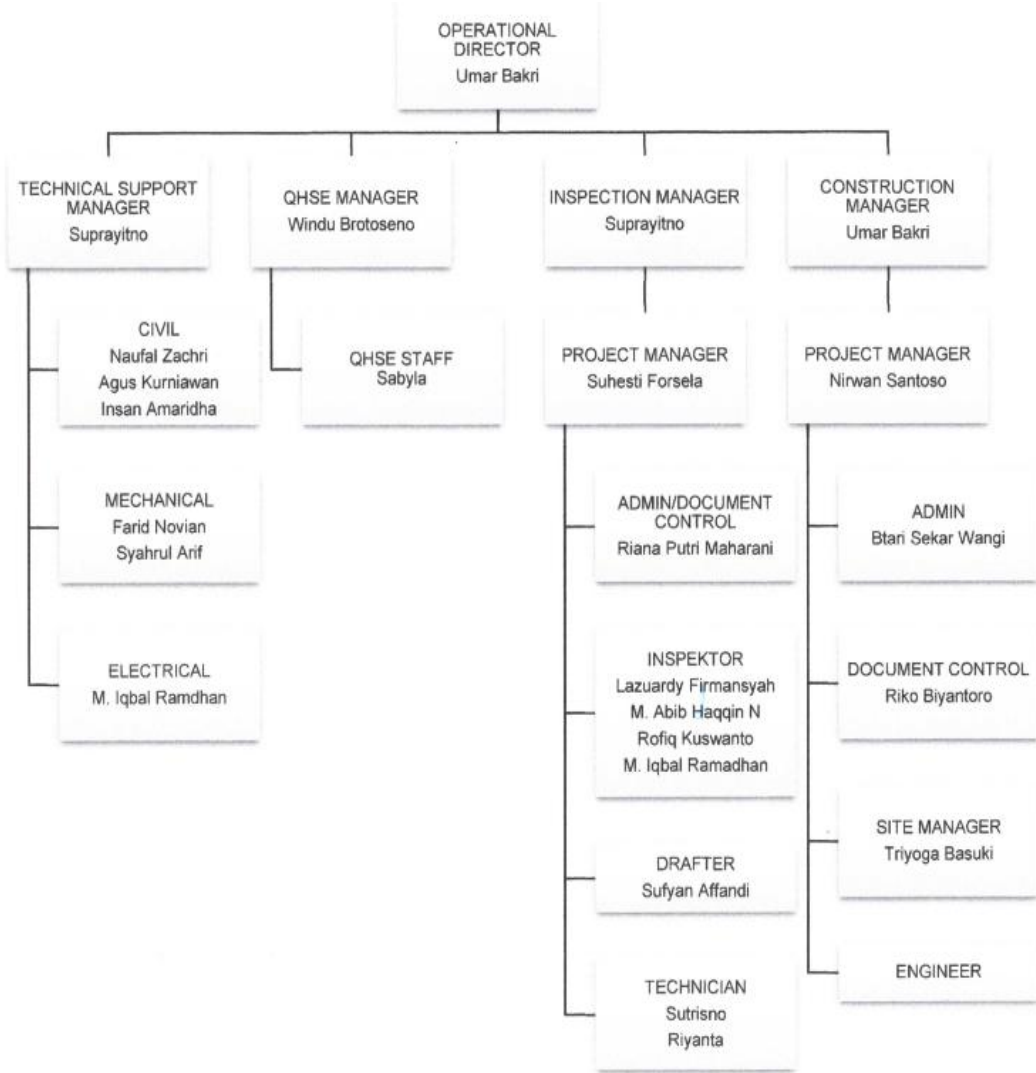 OPERATIONAL
DIRECTOR
Umar Bakri
TECHNICAL SUPPORT
MANAGER
Suprayitno
QHSE MANAGER
Windu Brotoseno
INSPECTION MANAGER
Suprayitno
CONSTRUCTION
MANAGER
Umar Bakri
CIVIL
Naufal Zachri
Agus Kurniawan
Insan Amaridha
MECHANICAL
Farid Novian
Syahrul Arif
ELECTRICAL
M. Iqbal Ramdhan
QHSE STAFF
Sabyla
PROJECT MANAGER
Suhesti Forsela
ADMIN/DOCUMENT
CONTROL
Riana Putri Maharani
INSPEKTOR
Lazuardy Firmansyah
M. Abib Haqqin N
Rofiq Kuswanto
M. Iqbal Ramadhan
DRAFTER
Sufyan Affandi
TECHNICIAN
Sutrisno
Riyanta
PROJECT MANAGER
Nirwan Santoso
ADMIN
Btari Sekar Wangi
DOCUMENT CONTROL
Riko Biyantoro
SITE MANAGER
Triyoga Basuki
ENGINEER